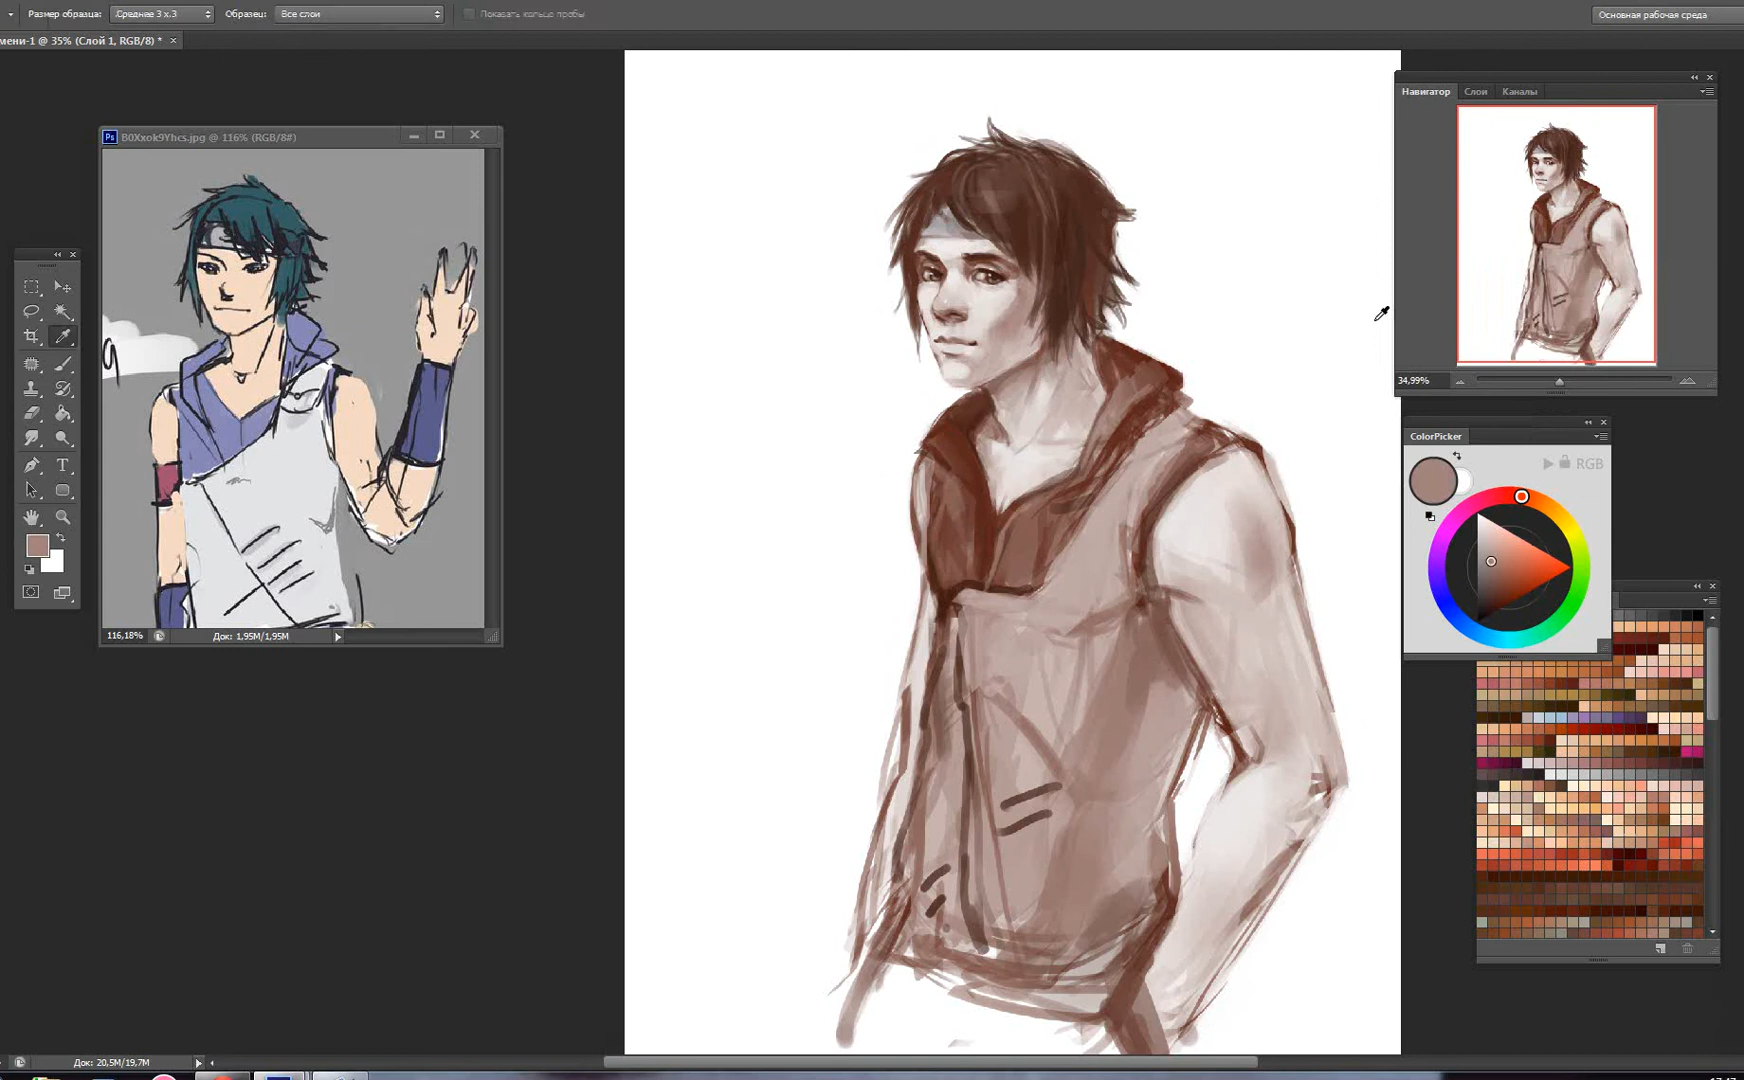 Размер образца: Среднее 3 x 3 Образец: Все слои Показать кольцо пробы Основная рабочая среда
мени-1 @ 35% (Слой 1, RGB/8) * ×
Ps B0Xxok9Yhcs.jpg @ 116% (RGB/8#)
Навигатор Слои Каналы
34,99%
ColorPicker
RGB
116,18% Док: 1,95M/1,95M
Док: 20,5M/19,7M